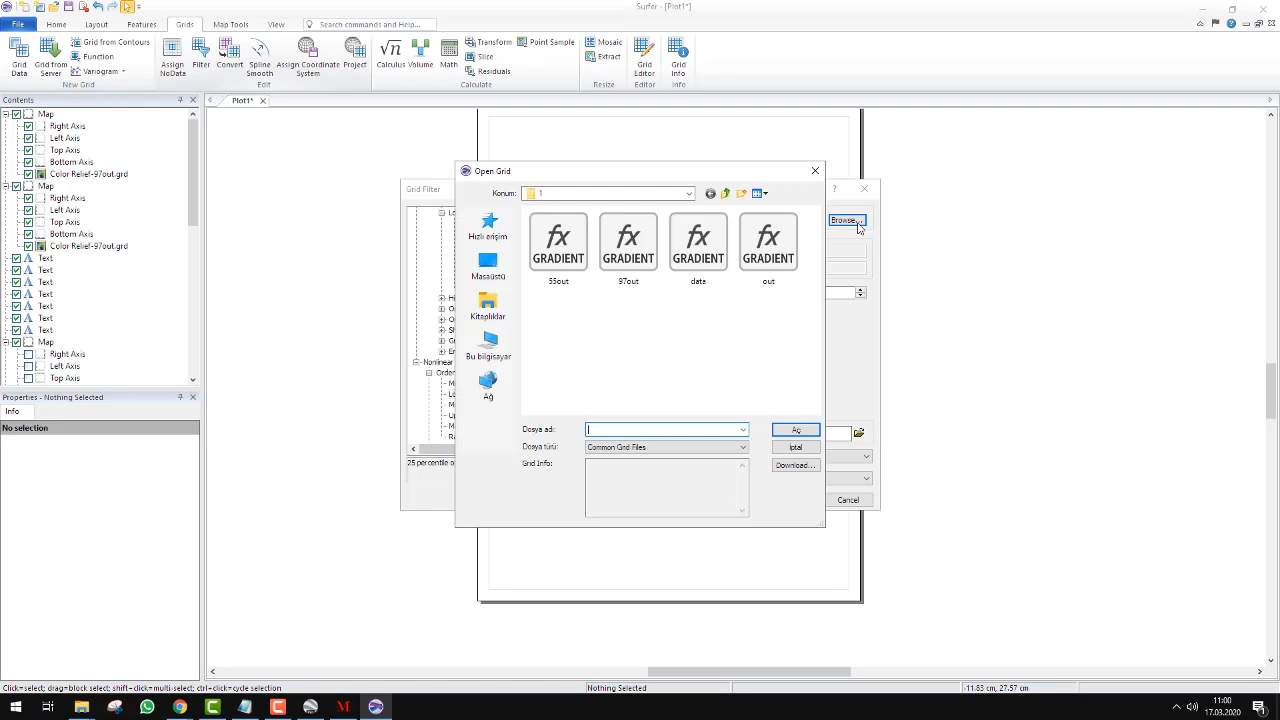 Surfer - [Plot1*]
File Home Layout Features Grids Map Tools View Search commands and help...
Grid Data
Grid from Server
Grid from Contours
Function
Variogram
New Grid
Assign NoData
Filter
Convert
Spline Smooth
Assign Coordinate System
Project
Edit
Calculus
Volume
Math
Transform
Slice
Residuals
Point Sample
Calculate
Mosaic
Extract
Resize
Grid Editor
Editor
Grid Info
Info
Contents
Plot1*
Map
Right Axis
Left Axis
Top Axis
Bottom Axis
Color Relief-97out.grd
Map
Right Axis
Left Axis
Top Axis
Bottom Axis
Color Relief-97out.grd
Text
Text
Text
Text
Text
Text
Text
Map
Right Axis
Left Axis
Top Axis
Properties - Nothing Selected
Info
No selection
Grid Filter
Nonlinear
25 percentile o
Browse...
Cancel
Open Grid
Konum:
1
Hızlı erişim
Masaüstü
Kitaplıklar
Bu bilgisayar
Ağ
fx GRADIENT
fx GRADIENT
fx GRADIENT
fx GRADIENT
55out
97out
data
out
Dosya adı:
Aç
Dosya türü:
Common Grid Files
İptal
Grid Info:
Download...
Click=select; drag=block select; shift+click=multi-select; ctrl+click=cycle selection
Nothing Selected
-11.83 cm, 27.57 cm
11:00
17.03.2020